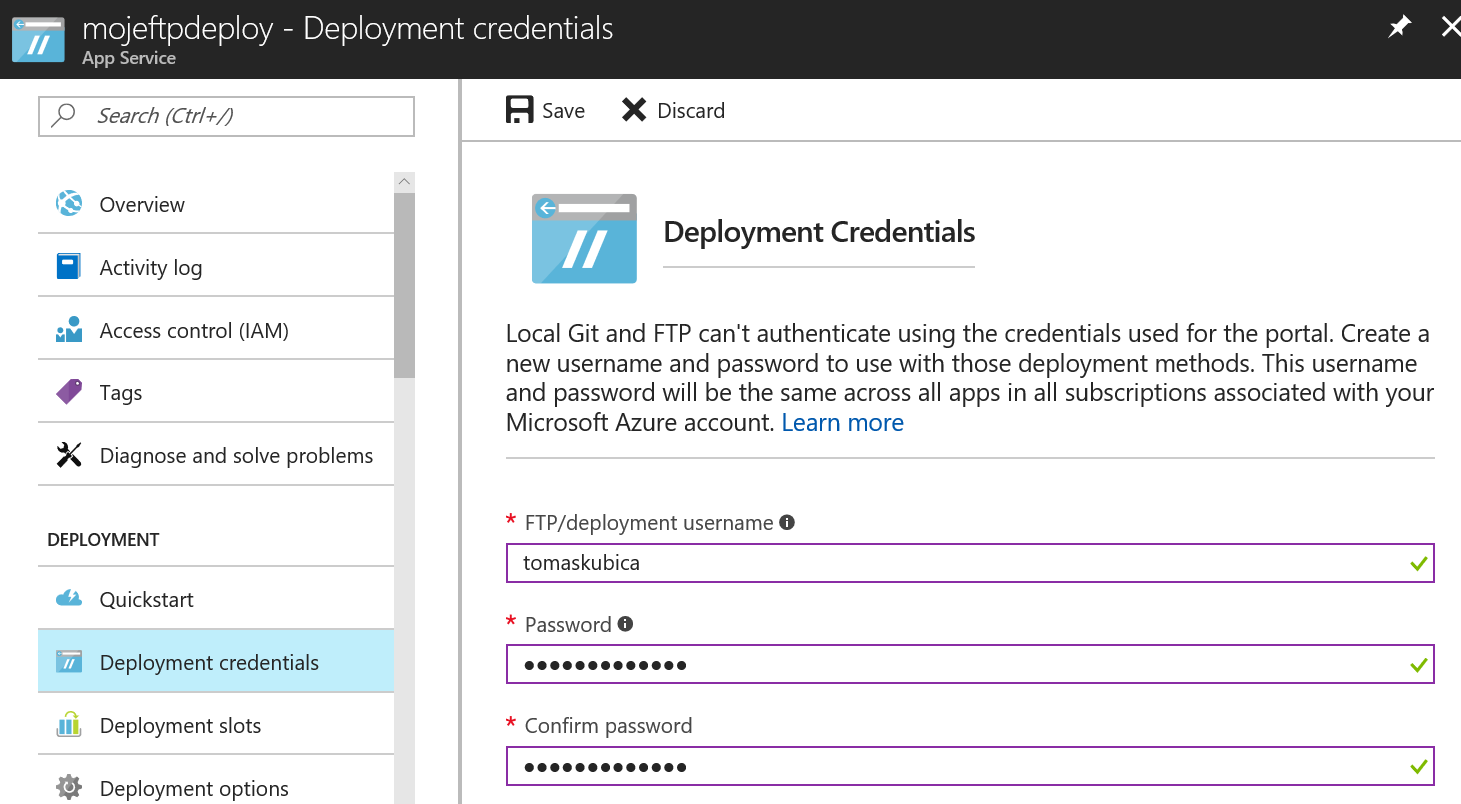 mojeftpdeploy - Deployment credentials
App Service
Search (Ctrl+/)
Overview
Activity log
Access control (IAM)
Tags
Diagnose and solve problems
DEPLOYMENT
Quickstart
Deployment credentials
Deployment slots
Deployment options
Save
Discard
Deployment Credentials
Local Git and FTP can't authenticate using the credentials used for the portal. Create a
new username and password to use with those deployment methods. This username
and password will be the same across all apps in all subscriptions associated with your
Microsoft Azure account. Learn more
* FTP/deployment username
tomaskubica
* Password
●●●●●●●●●●●●●
* Confirm password
●●●●●●●●●●●●●